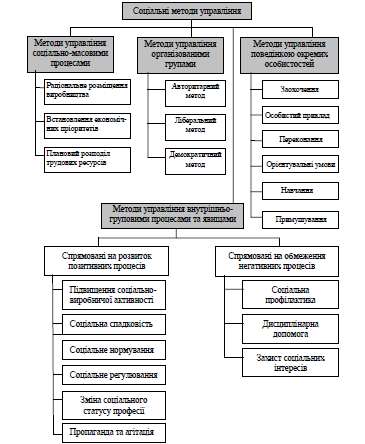 Соціальні методи управління
Методи управління
соціально-масовими
процесами
Методи управління
організованими
групами
Методи управління
поведінкою окремих
особистостей
Раціональне розміщення
виробництва
Встановлення економіч-
них пріоритетів
Плановий розподіл
трудових ресурсів
Авторитарний
метод
Ліберальний
метод
Демократичний
метод
Заохочення
Особистий приклад
Переконання
Орієнтувальні умови
Навчання
Примушування
Методи управління внутрішньо-
груповими процесами та явищами
Спрямовані на розвиток
позитивних процесів
Підвищення соціально-
виробничої активності
Соціальна спадковість
Соціальне нормування
Соціальне регулювання
Зміна соціального
статусу професії
Пропаганда та агітація
Спрямовані на обмеження
негативних процесів
Соціальна
профілактика
Дисциплінарна
допомога
Захист соціальних
інтересів